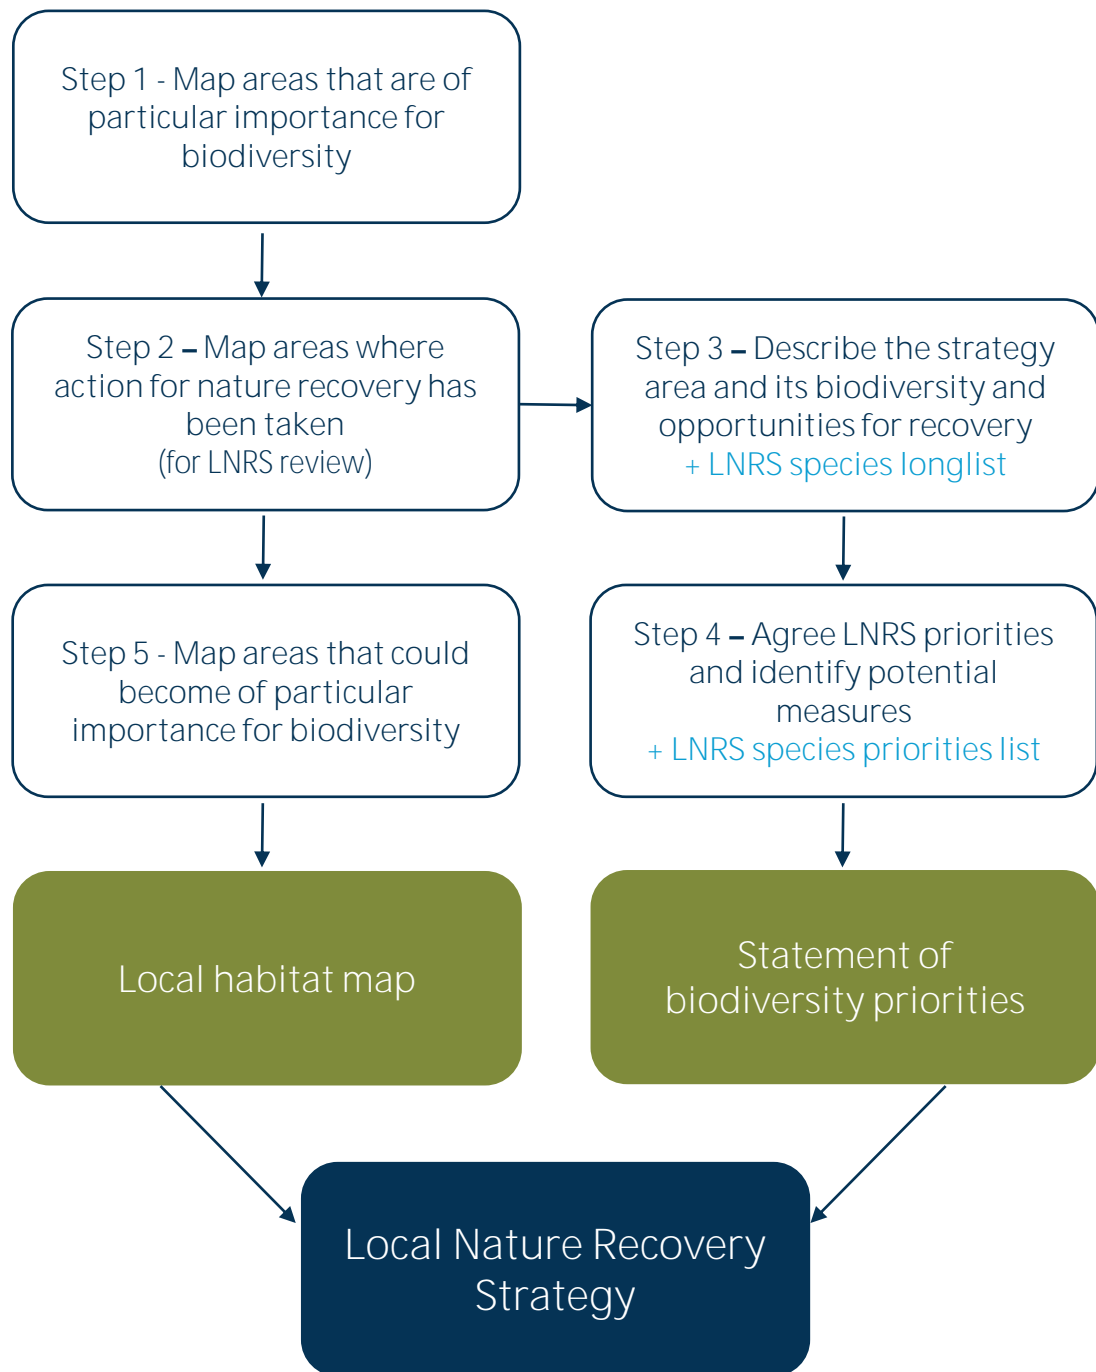 Step 1 - Map areas that are of
particular importance for
biodiversity
Step 2 – Map areas where
action for nature recovery has
been taken
(for LNRS review)
Step 3 – Describe the strategy
area and its biodiversity and
opportunities for recovery
+ LNRS species longlist
Step 5 - Map areas that could
become of particular
importance for biodiversity
Step 4 – Agree LNRS priorities
and identify potential
measures
+ LNRS species priorities list
Local habitat map
Statement of
biodiversity priorities
Local Nature Recovery
Strategy